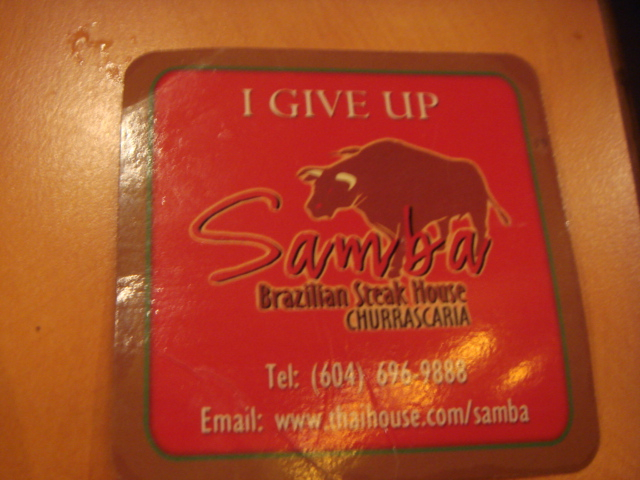 I GIVE UP
Samba
Brazilian Steak House
CHURRASCARIA
Tel: (604) 696-9888
Email: www.thaihouse.com/samba